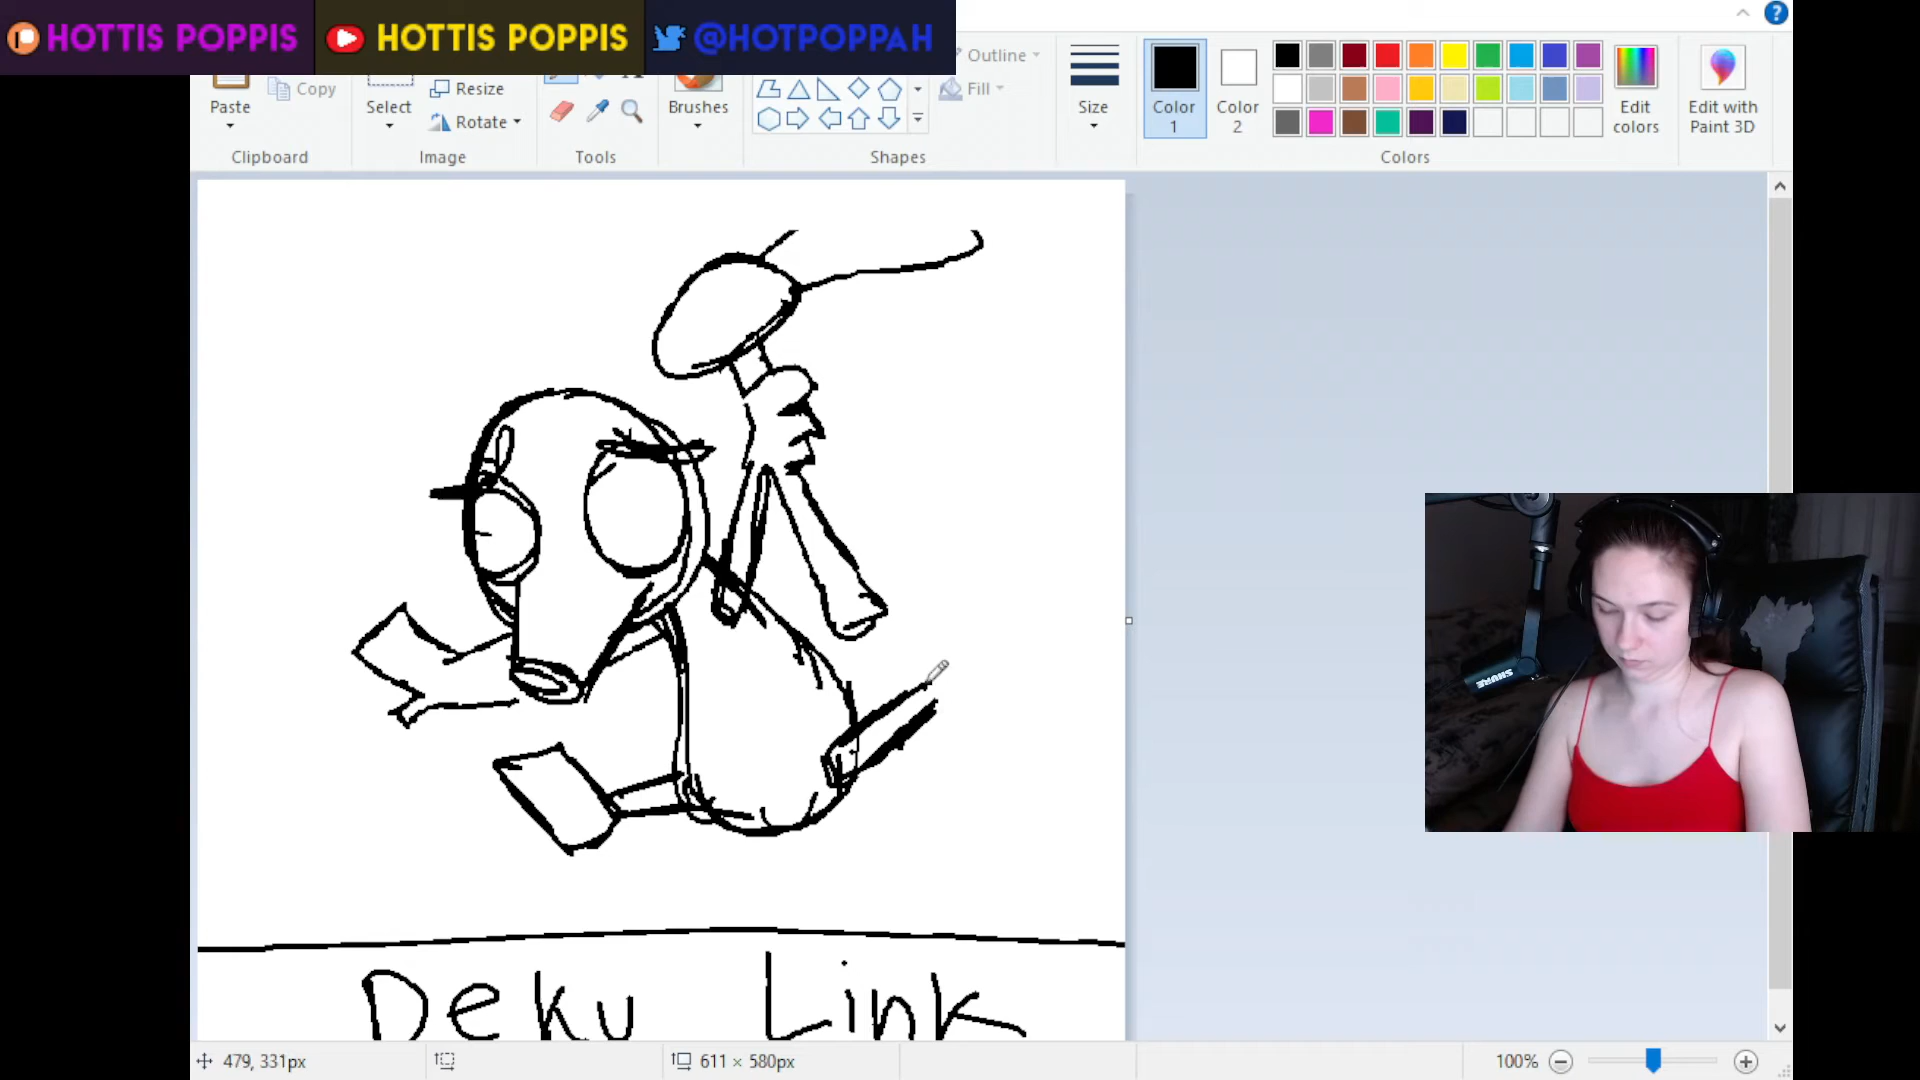 HOTTIS POPPIS HOTTIS POPPIS @HOTPOPPAH
Outline
Copy Resize Fill
Paste Select Rotate Brushes Size Color 1 Color 2 Edit colors Edit with Paint 3D
Clipboard Image Tools Shapes Colors
SHURE
Deku Link
479, 331px 611 × 580px 100%